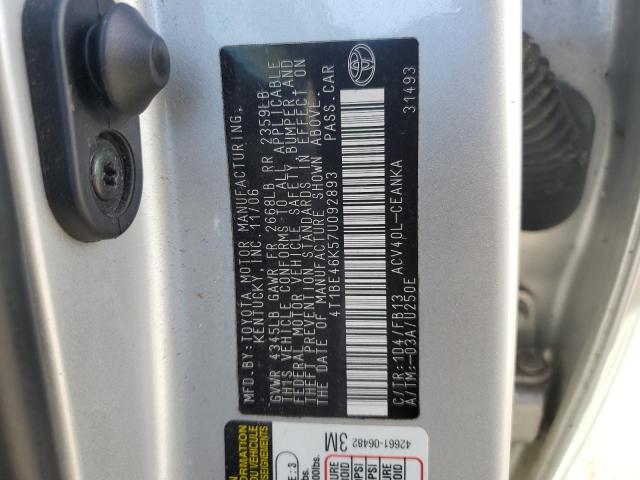 MFD.BY:TOYOTA MOTOR MANUFACTURING,
KENTUCKY, INC. 11/06
GVWR 4345LB GAWR FR 2668LB RR 2359LB
THIS VEHICLE CONFORMS TO ALL APPLICABLE
FEDERAL MOTOR VEHICLE SAFETY, BUMPER,AND
THEFT PREVENTION STANDARDS IN EFFECT ON
THE DATE OF MANUFACTURE SHOWN ABOVE.
4T1BE46K57U092893 PASS.CAR
C/TR:1D4/FB13 ACV40L-CEANKA
A/TM:-03A/U250E
31493
42661-06482
3M